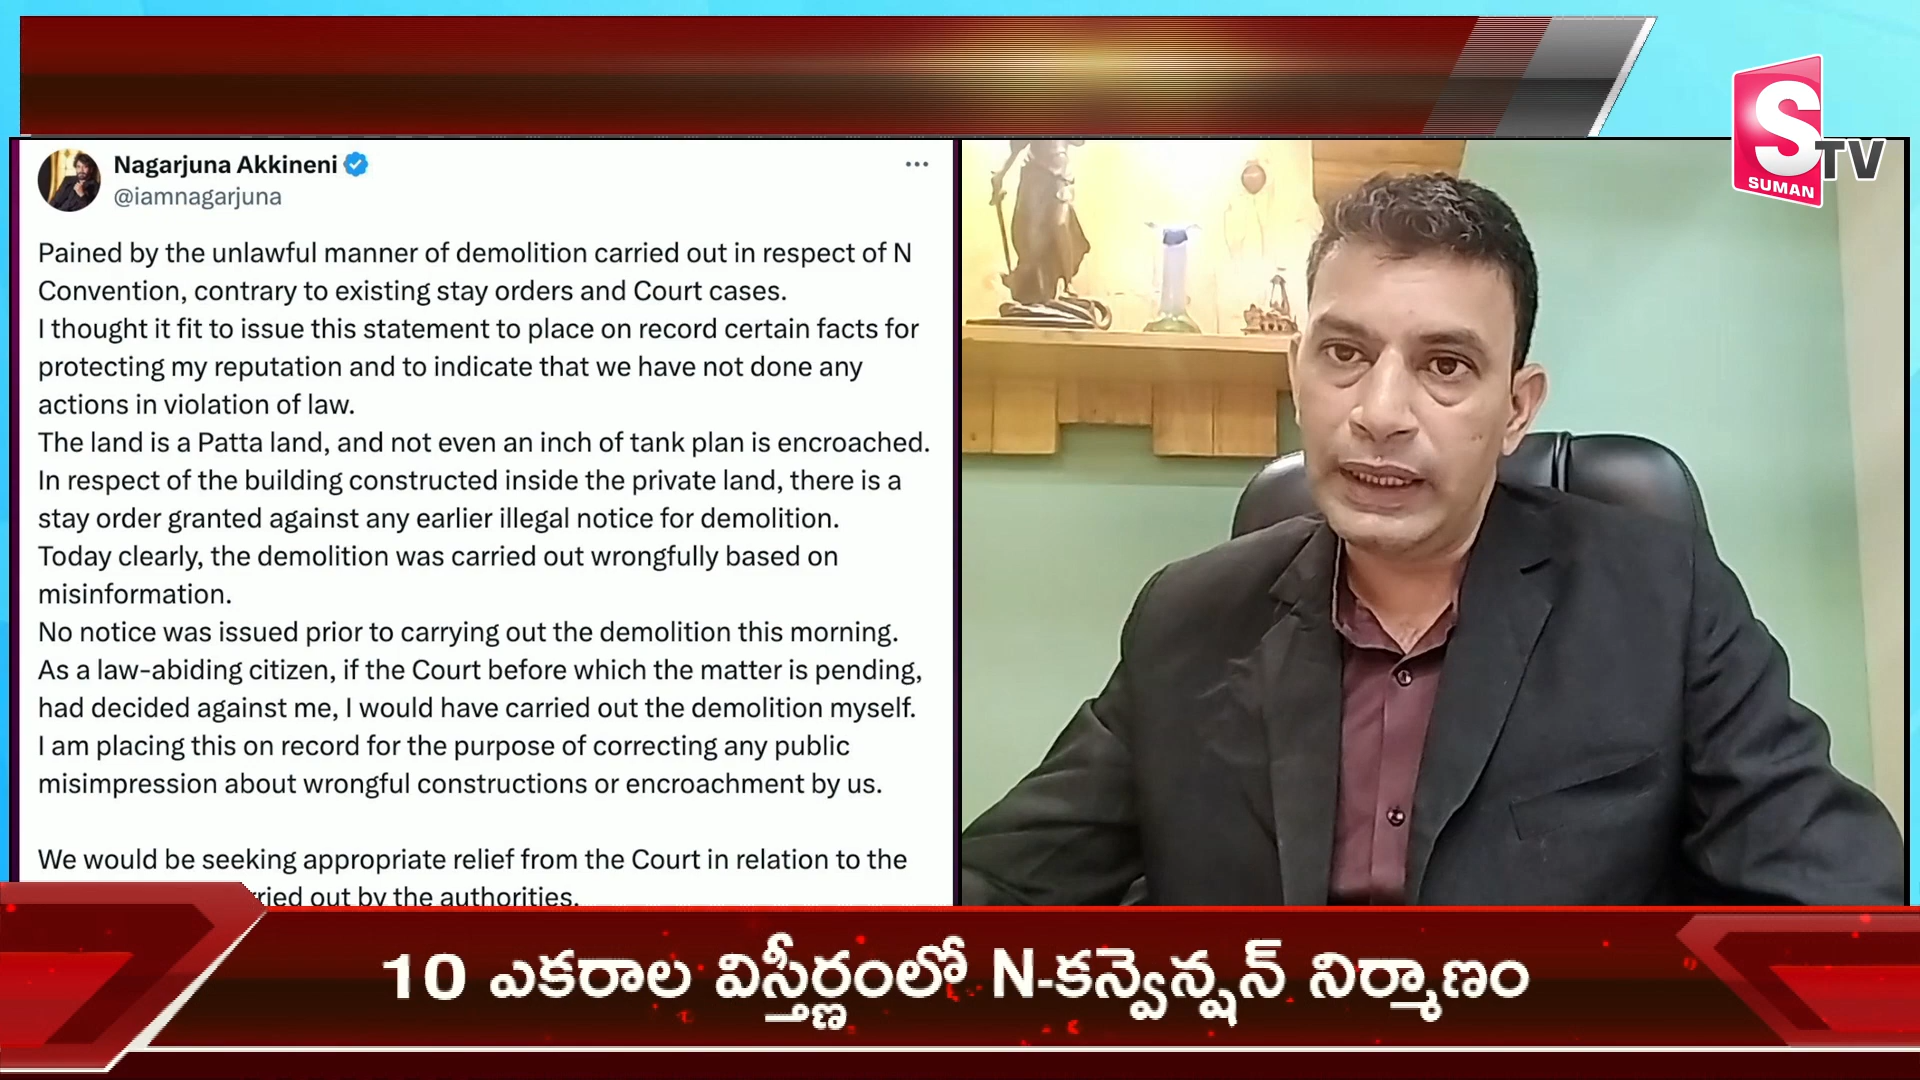 S
SUMAN
TV
Nagarjuna Akkineni
@iamnagarjuna
Pained by the unlawful manner of demolition carried out in respect of N
Convention, contrary to existing stay orders and Court cases.
I thought it fit to issue this statement to place on record certain facts for
protecting my reputation and to indicate that we have not done any
actions in violation of law.
The land is a Patta land, and not even an inch of tank plan is encroached.
In respect of the building constructed inside the private land, there is a
stay order granted against any earlier illegal notice for demolition.
Today clearly, the demolition was carried out wrongfully based on
misinformation.
No notice was issued prior to carrying out the demolition this morning.
As a law-abiding citizen, if the Court before which the matter is pending,
had decided against me, I would have carried out the demolition myself.
I am placing this on record for the purpose of correcting any public
misimpression about wrongful constructions or encroachment by us.
We would be seeking appropriate relief from the Court in relation to the
out by the authorities.
10 ఎకరాల విస్తీర్ణంలో N-కన్వెన్షన్ నిర్మాణం